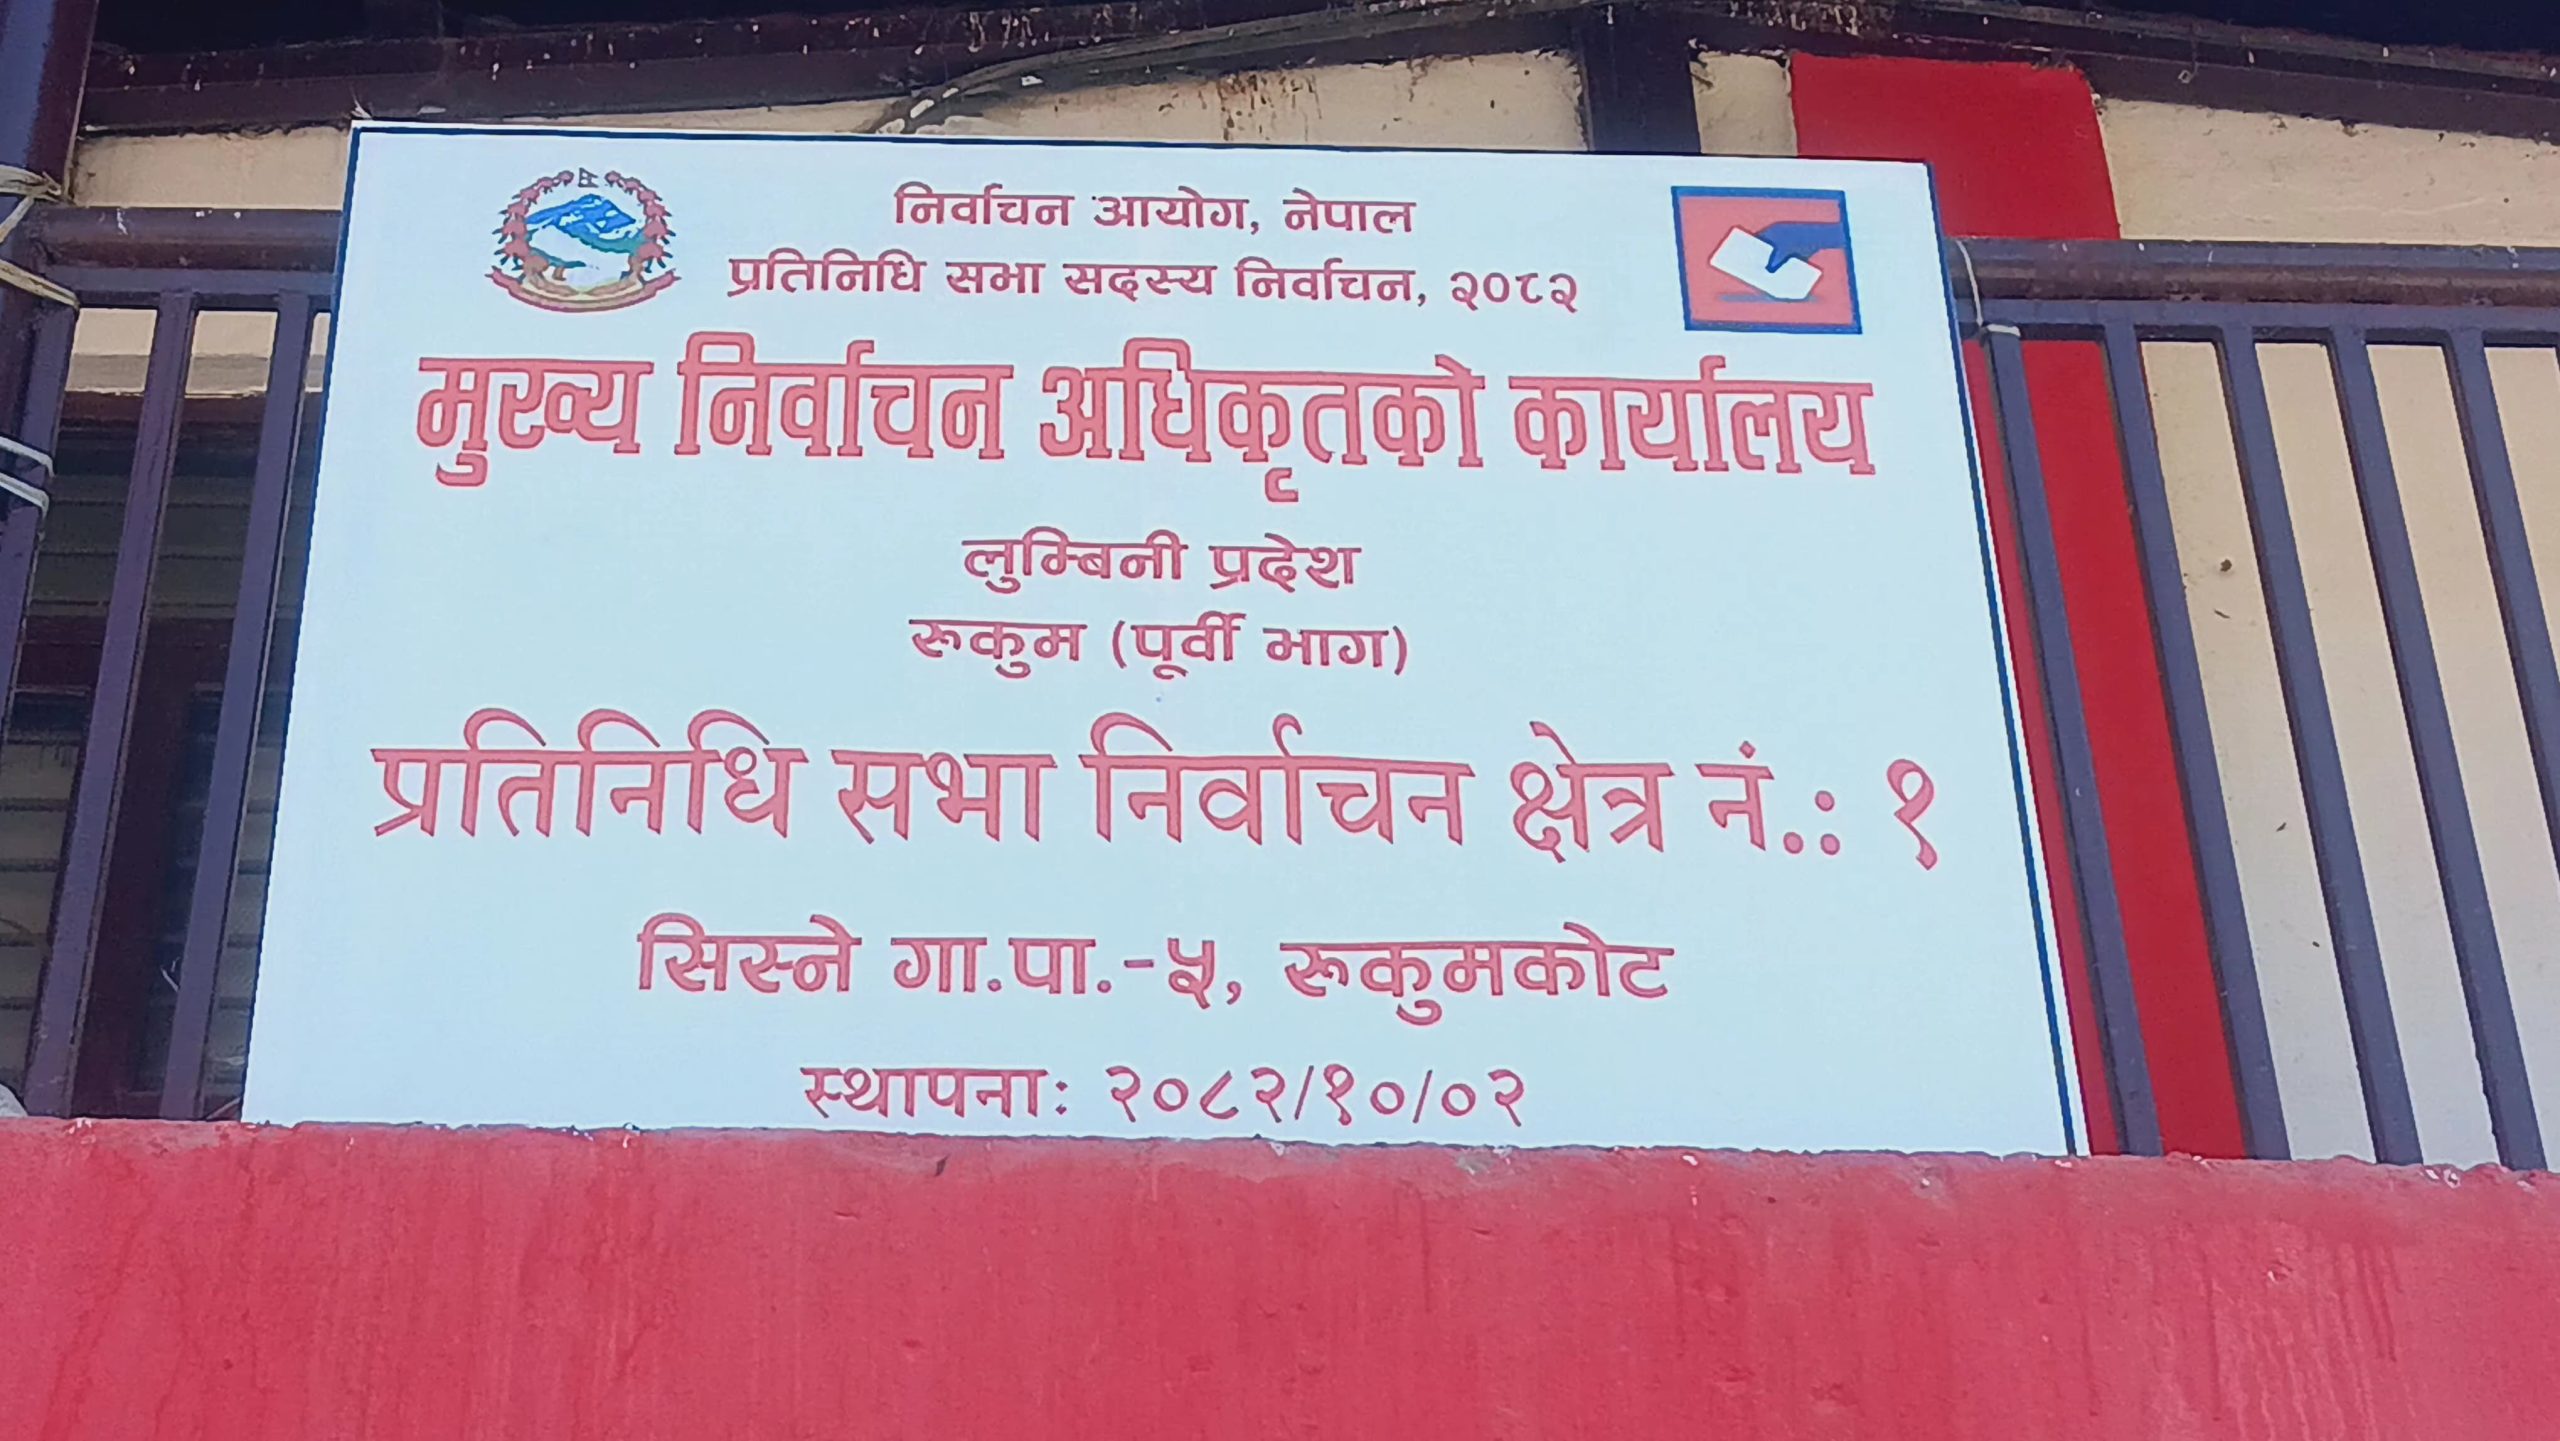 निर्वाचन आयोग, नेपाल
प्रतिनिधि सभा सदस्य निर्वाचन, २०८२
मुख्य निर्वाचन अधिकृतको कार्यालय
लुम्बिनी प्रदेश
रुकुम (पूर्वी भाग)
प्रतिनिधि सभा निर्वाचन क्षेत्र नं.: १
सिस्ने गा.पा.-५, रुकुमकोट
स्थापनाः २०८२/१०/०२